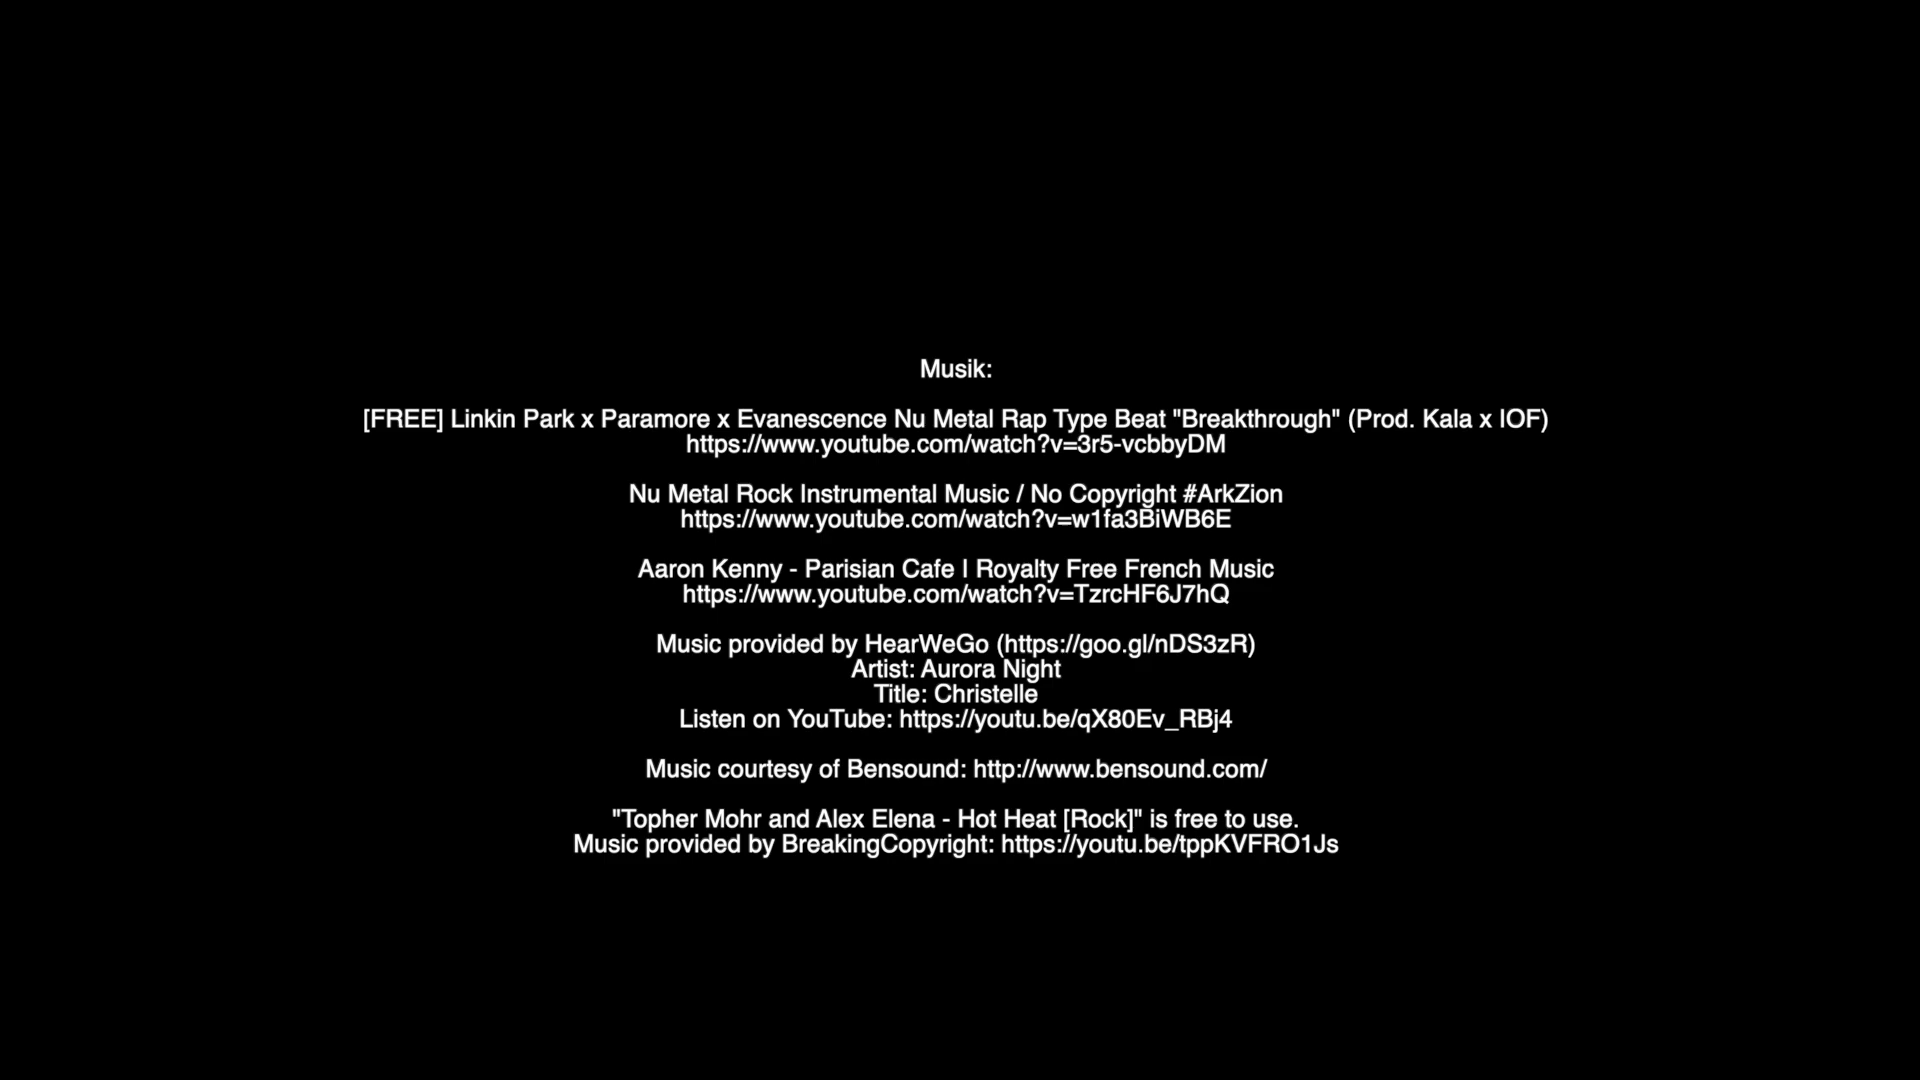 Musik:
[FREE] Linkin Park x Paramore x Evanescence Nu Metal Rap Type Beat "Breakthrough" (Prod. Kala x IOF)
https://www.youtube.com/watch?v=3r5-vcbbyDM
Nu Metal Rock Instrumental Music / No Copyright #ArkZion
https://www.youtube.com/watch?v=w1fa3BiWB6E
Aaron Kenny - Parisian Cafe l Royalty Free French Music
https://www.youtube.com/watch?v=TzrcHF6J7hQ
Music provided by HearWeGo (https://goo.gl/nDS3zR)
Artist: Aurora Night
Title: Christelle
Listen on YouTube: https://youtu.be/qX80Ev_RBj4
Music courtesy of Bensound: http://www.bensound.com/
"Topher Mohr and Alex Elena - Hot Heat [Rock]" is free to use.
Music provided by BreakingCopyright: https://youtu.be/tppKVFRO1Js